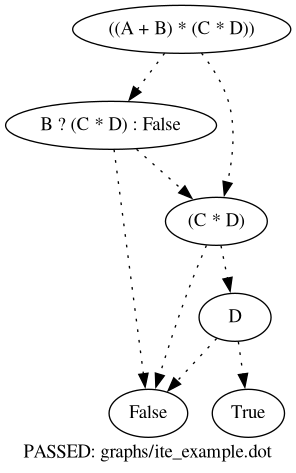 ((A + B) * (C * D))
B ? (C * D) : False
(C * D)
D
False
True
PASSED: graphs/ite_example.dot